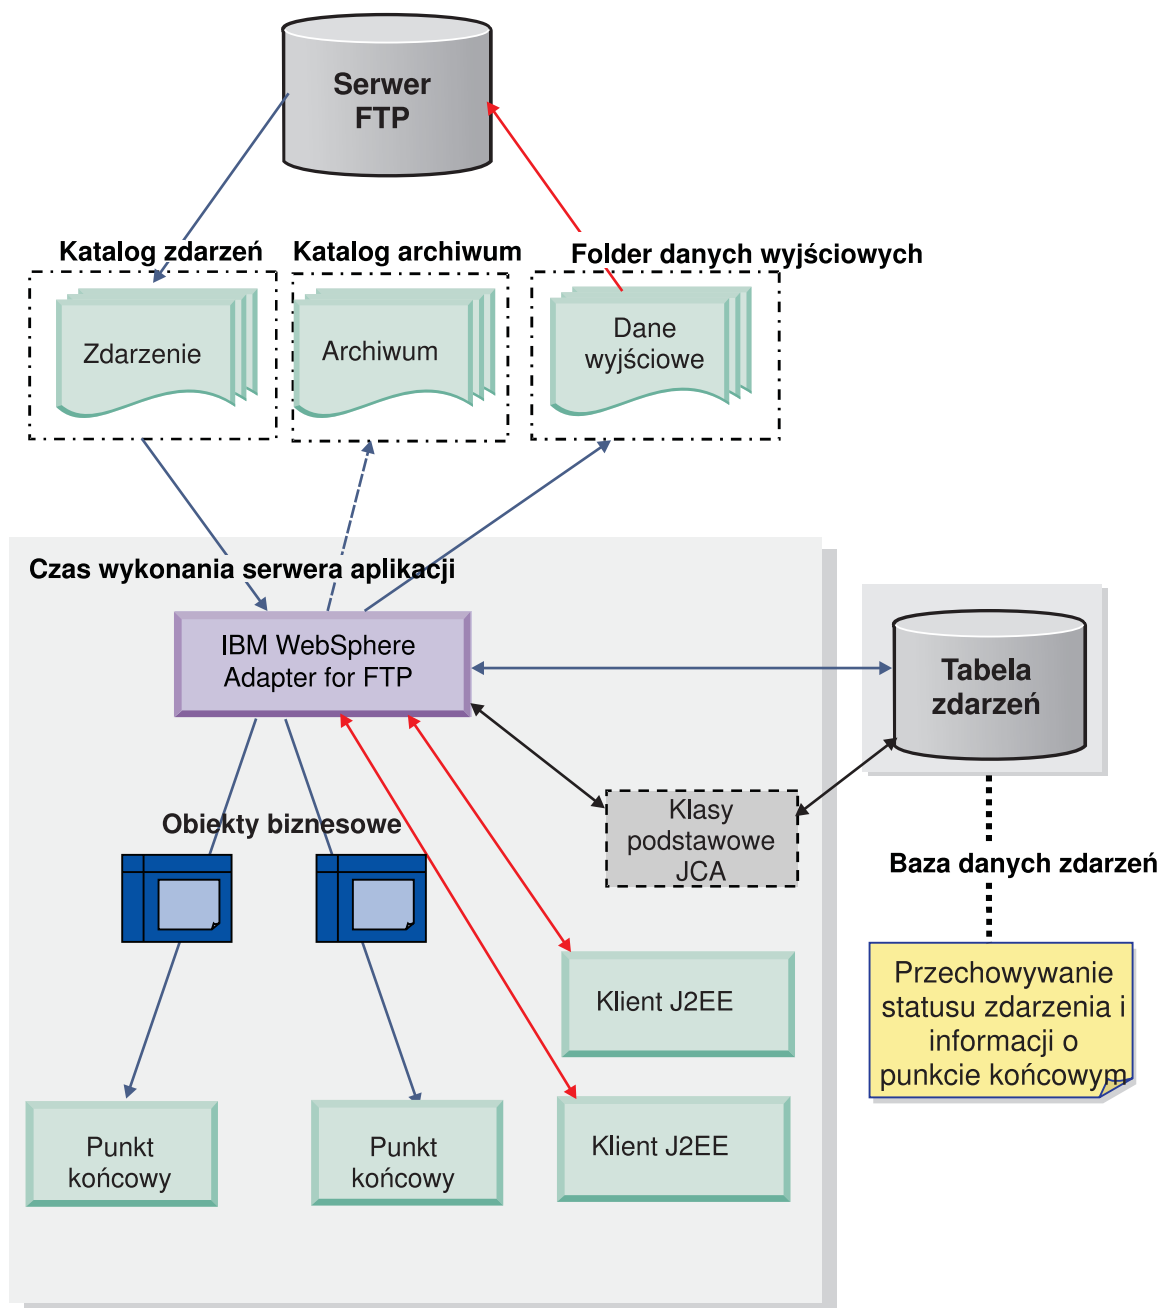 Serwer
FTP
Katalog zdarzeń
Katalog archiwum
Folder danych wyjściowych
Zdarzenie
Archiwum
Dane
wyjściowe
Czas wykonania serwera aplikacji
IBM WebSphere
Adapter for FTP
Tabela
zdarzeń
Klasy
podstawowe
JCA
Obiekty biznesowe
Baza danych zdarzeń
Klient J2EE
Przechowywanie
statusu zdarzenia i
informacji o
punkcie końcowym
Punkt
końcowy
Punkt
końcowy
Klient J2EE